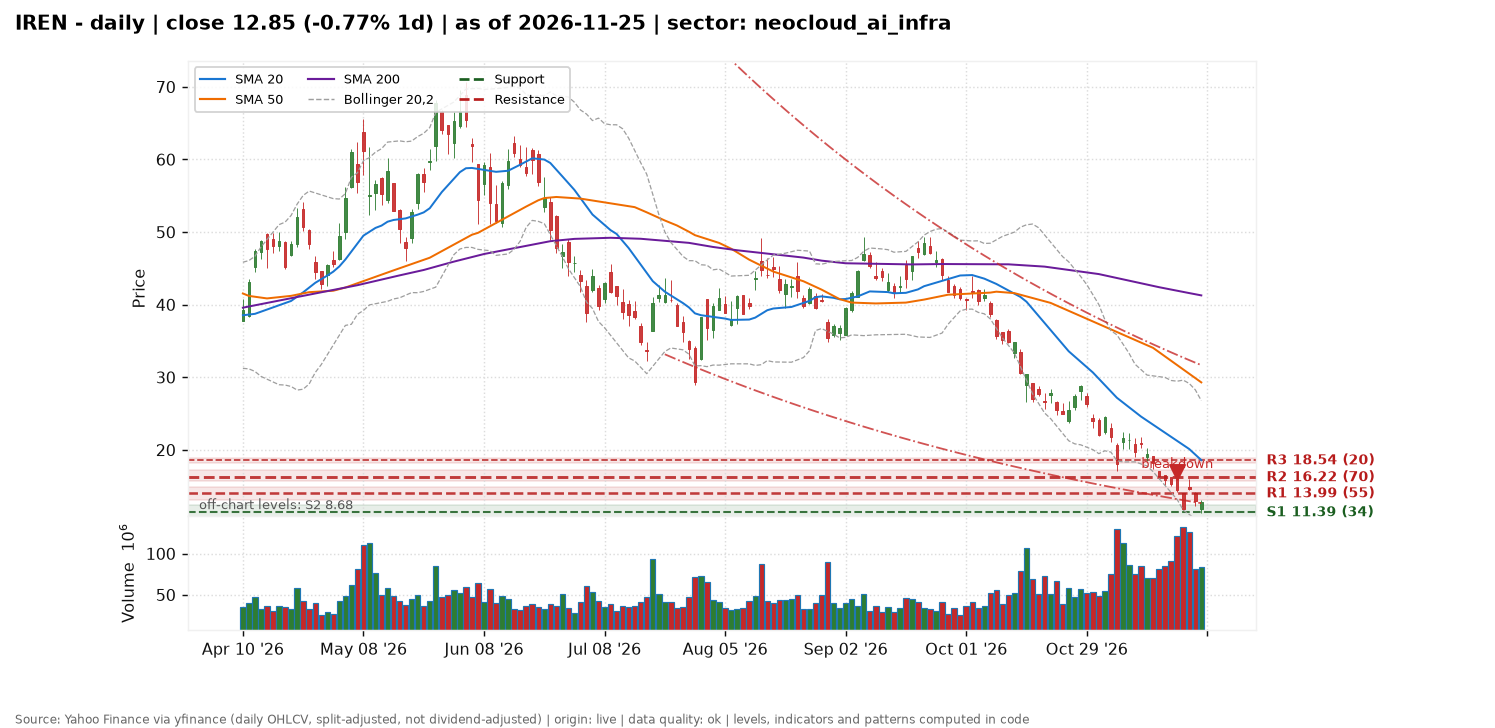 IREN - daily | close 12.85 (-0.77% 1d) | as of 2026-11-25 | sector: neocloud_ai_infra
SMA 20
SMA 50
SMA 200
Bollinger 20,2
Support
Resistance
Price
70
60
50
40
30
20
breakdown
R3 18.54 (20)
R2 16.22 (70)
R1 13.99 (55)
S1 11.39 (34)
off-chart levels: S2 8.68
Volume 10^6
100
50
Apr 10 '26
May 08 '26
Jun 08 '26
Jul 08 '26
Aug 05 '26
Sep 02 '26
Oct 01 '26
Oct 29 '26
Source: Yahoo Finance via yfinance (daily OHLCV, split-adjusted, not dividend-adjusted) | origin: live | data quality: ok | levels, indicators and patterns computed in code